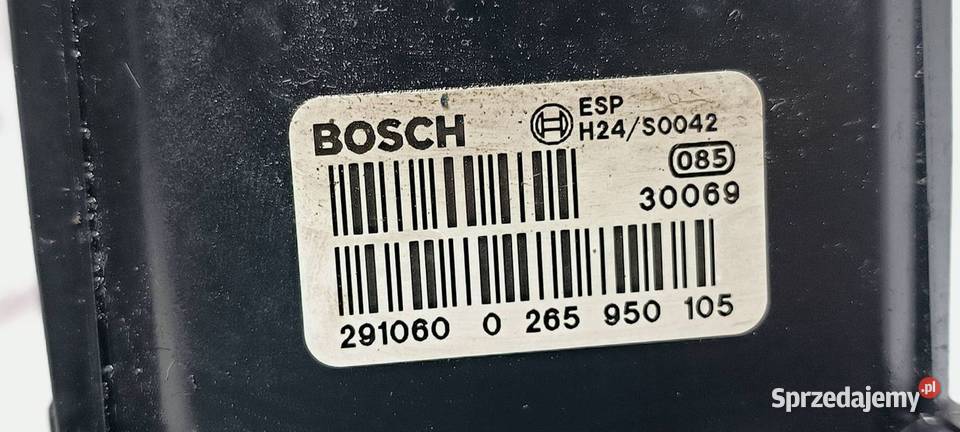 BOSCH
ESP
H24/S0042
085
30069
291060 0 265 950 105
Sprzedajemy.pl